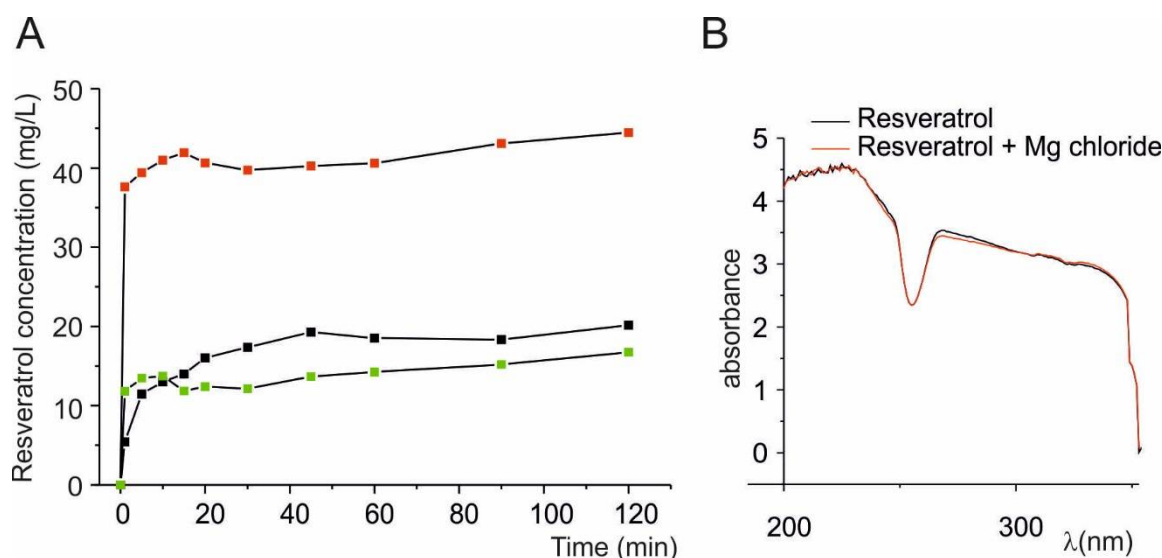 A
Resveratrol concentration (mg/L)
50
40
30
20
10
0
0 20 40 60 80 100 120
Time (min)
B
Resveratrol
Resveratrol + Mg chloride
absorbance
5
4
3
2
1
0
200 300 λ(nm)